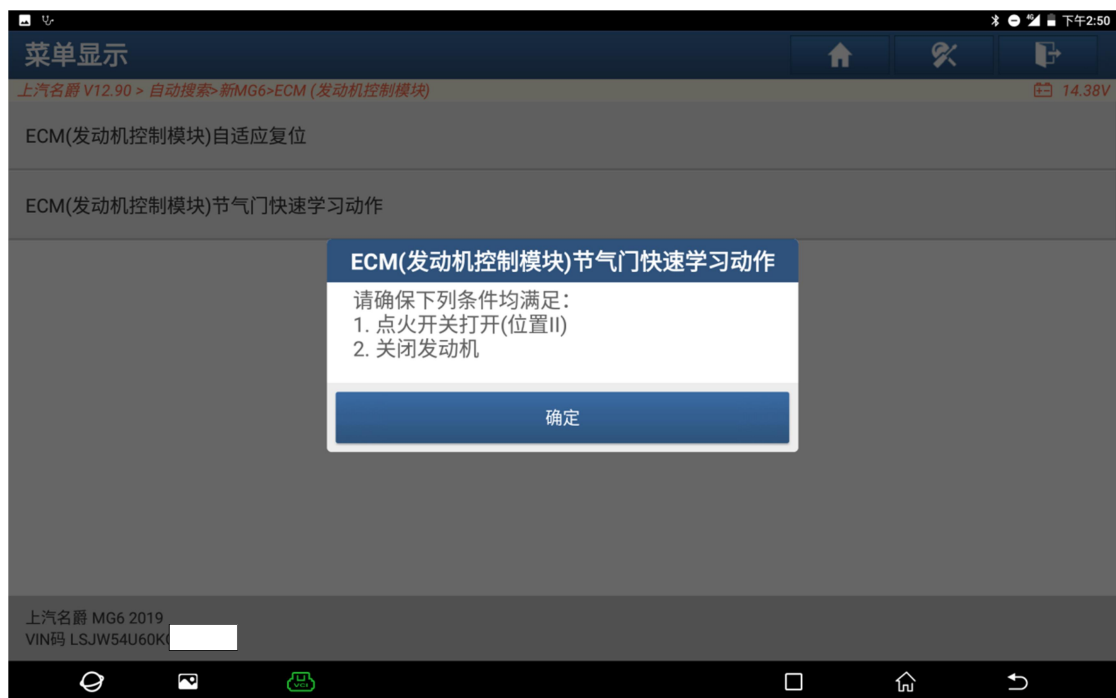 下午2:50
菜单显示
上汽名爵 V12.90 > 自动搜索>新MG6>ECM (发动机控制模块)
14.38V
ECM(发动机控制模块)自适应复位
ECM(发动机控制模块)节气门快速学习动作
ECM(发动机控制模块)节气门快速学习动作
请确保下列条件均满足：
1. 点火开关打开(位置II)
2. 关闭发动机
确定
上汽名爵 MG6 2019
VIN码 LSJW54U60K
VCI